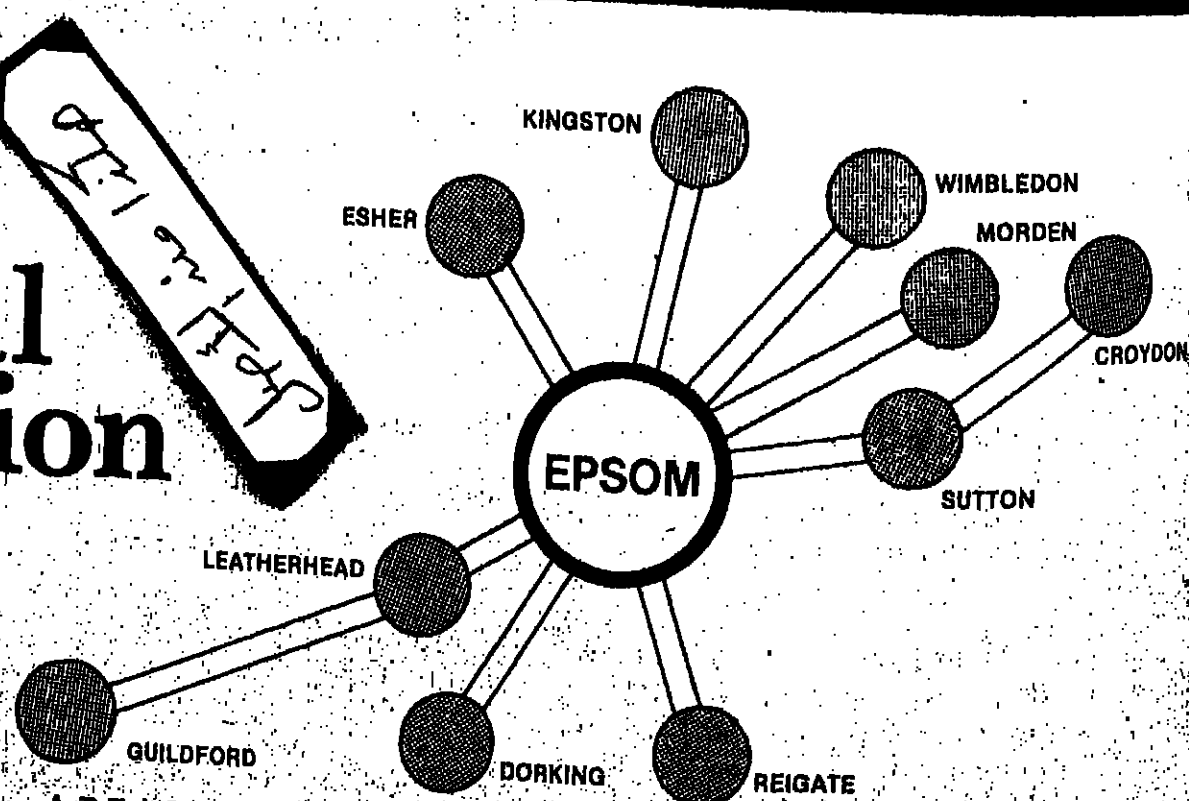 KINGSTON
WIMBLEDON
ESHER
MORDEN
CROYDON
EPSOM
SUTTON
LEATHERHEAD
GUILDFORD
DORKING
REIGATE